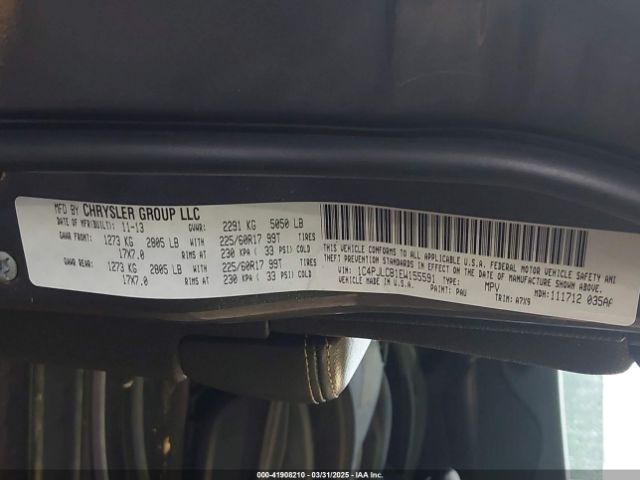 MFD BY CHRYSLER GROUP LLC
DATE OF MFR(BUILT): 11-13 GVWR: 2291 KG 5050 LB
GAWR FRONT: 1273 KG 2805 LB WITH 225/60R17 99T TIRES
17X7.0 RIMS AT 230 KPA ( 33 PSI) COLD
GAWR REAR: 1273 KG 2805 LB WITH 225/60R17 99T TIRES
17X7.0 RIMS AT 230 KPA ( 33 PSI) COLD
THIS VEHICLE CONFORMS TO ALL APPLICABLE U.S.A. FEDERAL MOTOR VEHICLE SAFETY AND
THEFT PREVENTION STANDARDS IN EFFECT ON THE DATE OF MANUFACTURE SHOWN ABOVE.
VIN: 1C4PJLCB1EW155591 TYPE: MPV MDH: 111712 035AF
PAINT: PAU TRIM: A7X9
000-41908210 - 03/31/2025 - IAA Inc.